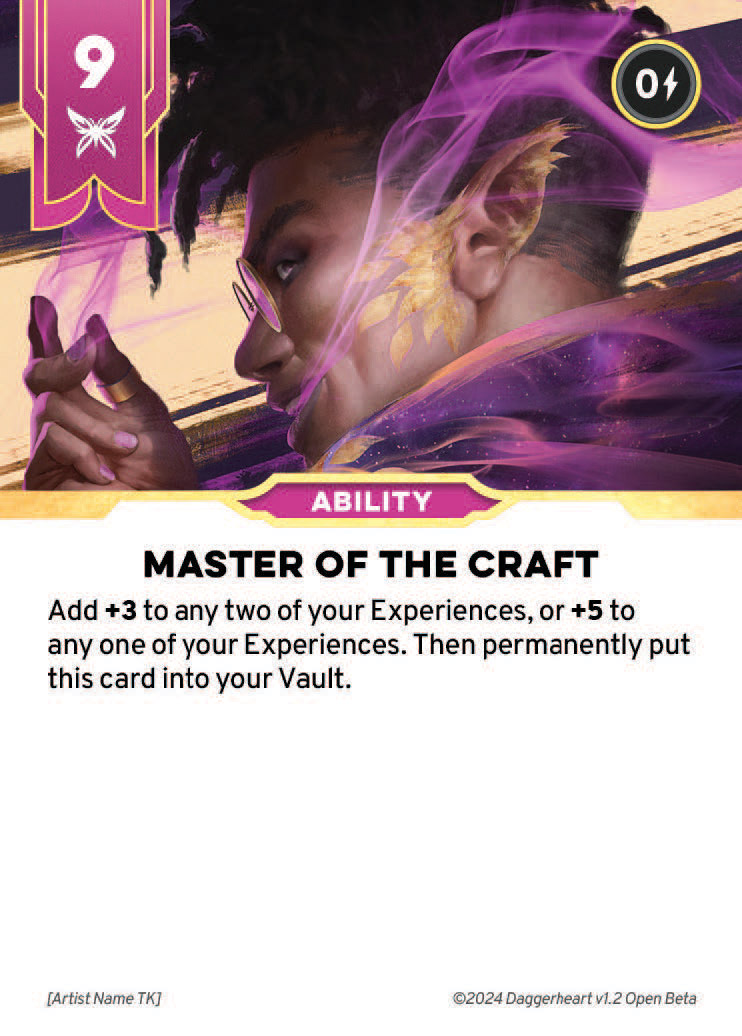 9
0
ABILITY
MASTER OF THE CRAFT
Add +3 to any two of your Experiences, or +5 to
any one of your Experiences. Then permanently put
this card into your Vault.
[Artist Name TK]
©2024 Daggerheart v1.2 Open Beta